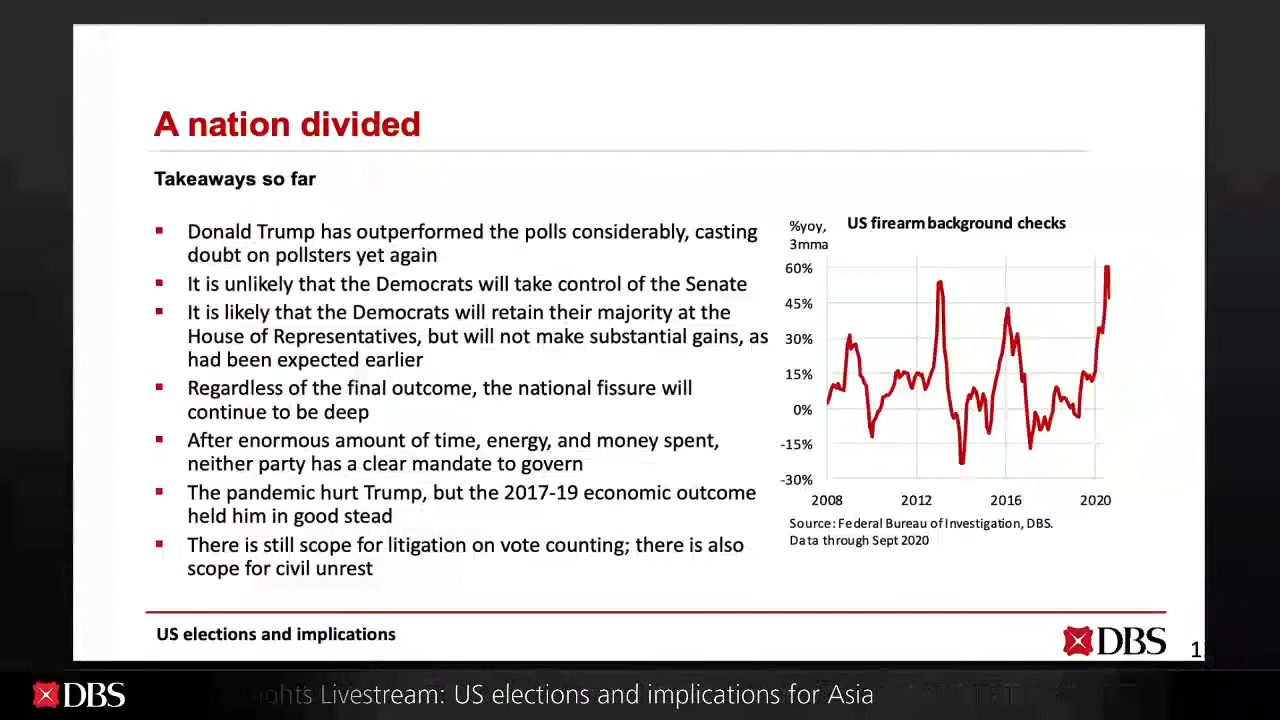 A nation divided
Takeaways so far
Donald Trump has outperformed the polls considerably, casting
doubt on pollsters yet again
It is unlikely that the Democrats will take control of the Senate
It is likely that the Democrats will retain their majority at the
House of Representatives, but will not make substantial gains, as
had been expected earlier
Regardless of the final outcome, the national fissure will
continue to be deep
After enormous amount of time, energy, and money spent,
neither party has a clear mandate to govern
The pandemic hurt Trump, but the 2017-19 economic outcome
held him in good stead
There is still scope for litigation on vote counting; there is also
scope for civil unrest
%yoy,
3mma
US firearm background checks
60%
45%
30%
15%
0%
-15%
-30%
2008 2012 2016 2020
Source: Federal Bureau of Investigation, DBS.
Data through Sept 2020
US elections and implications
DBS
DBS
Livestream: US elections and implications for Asia